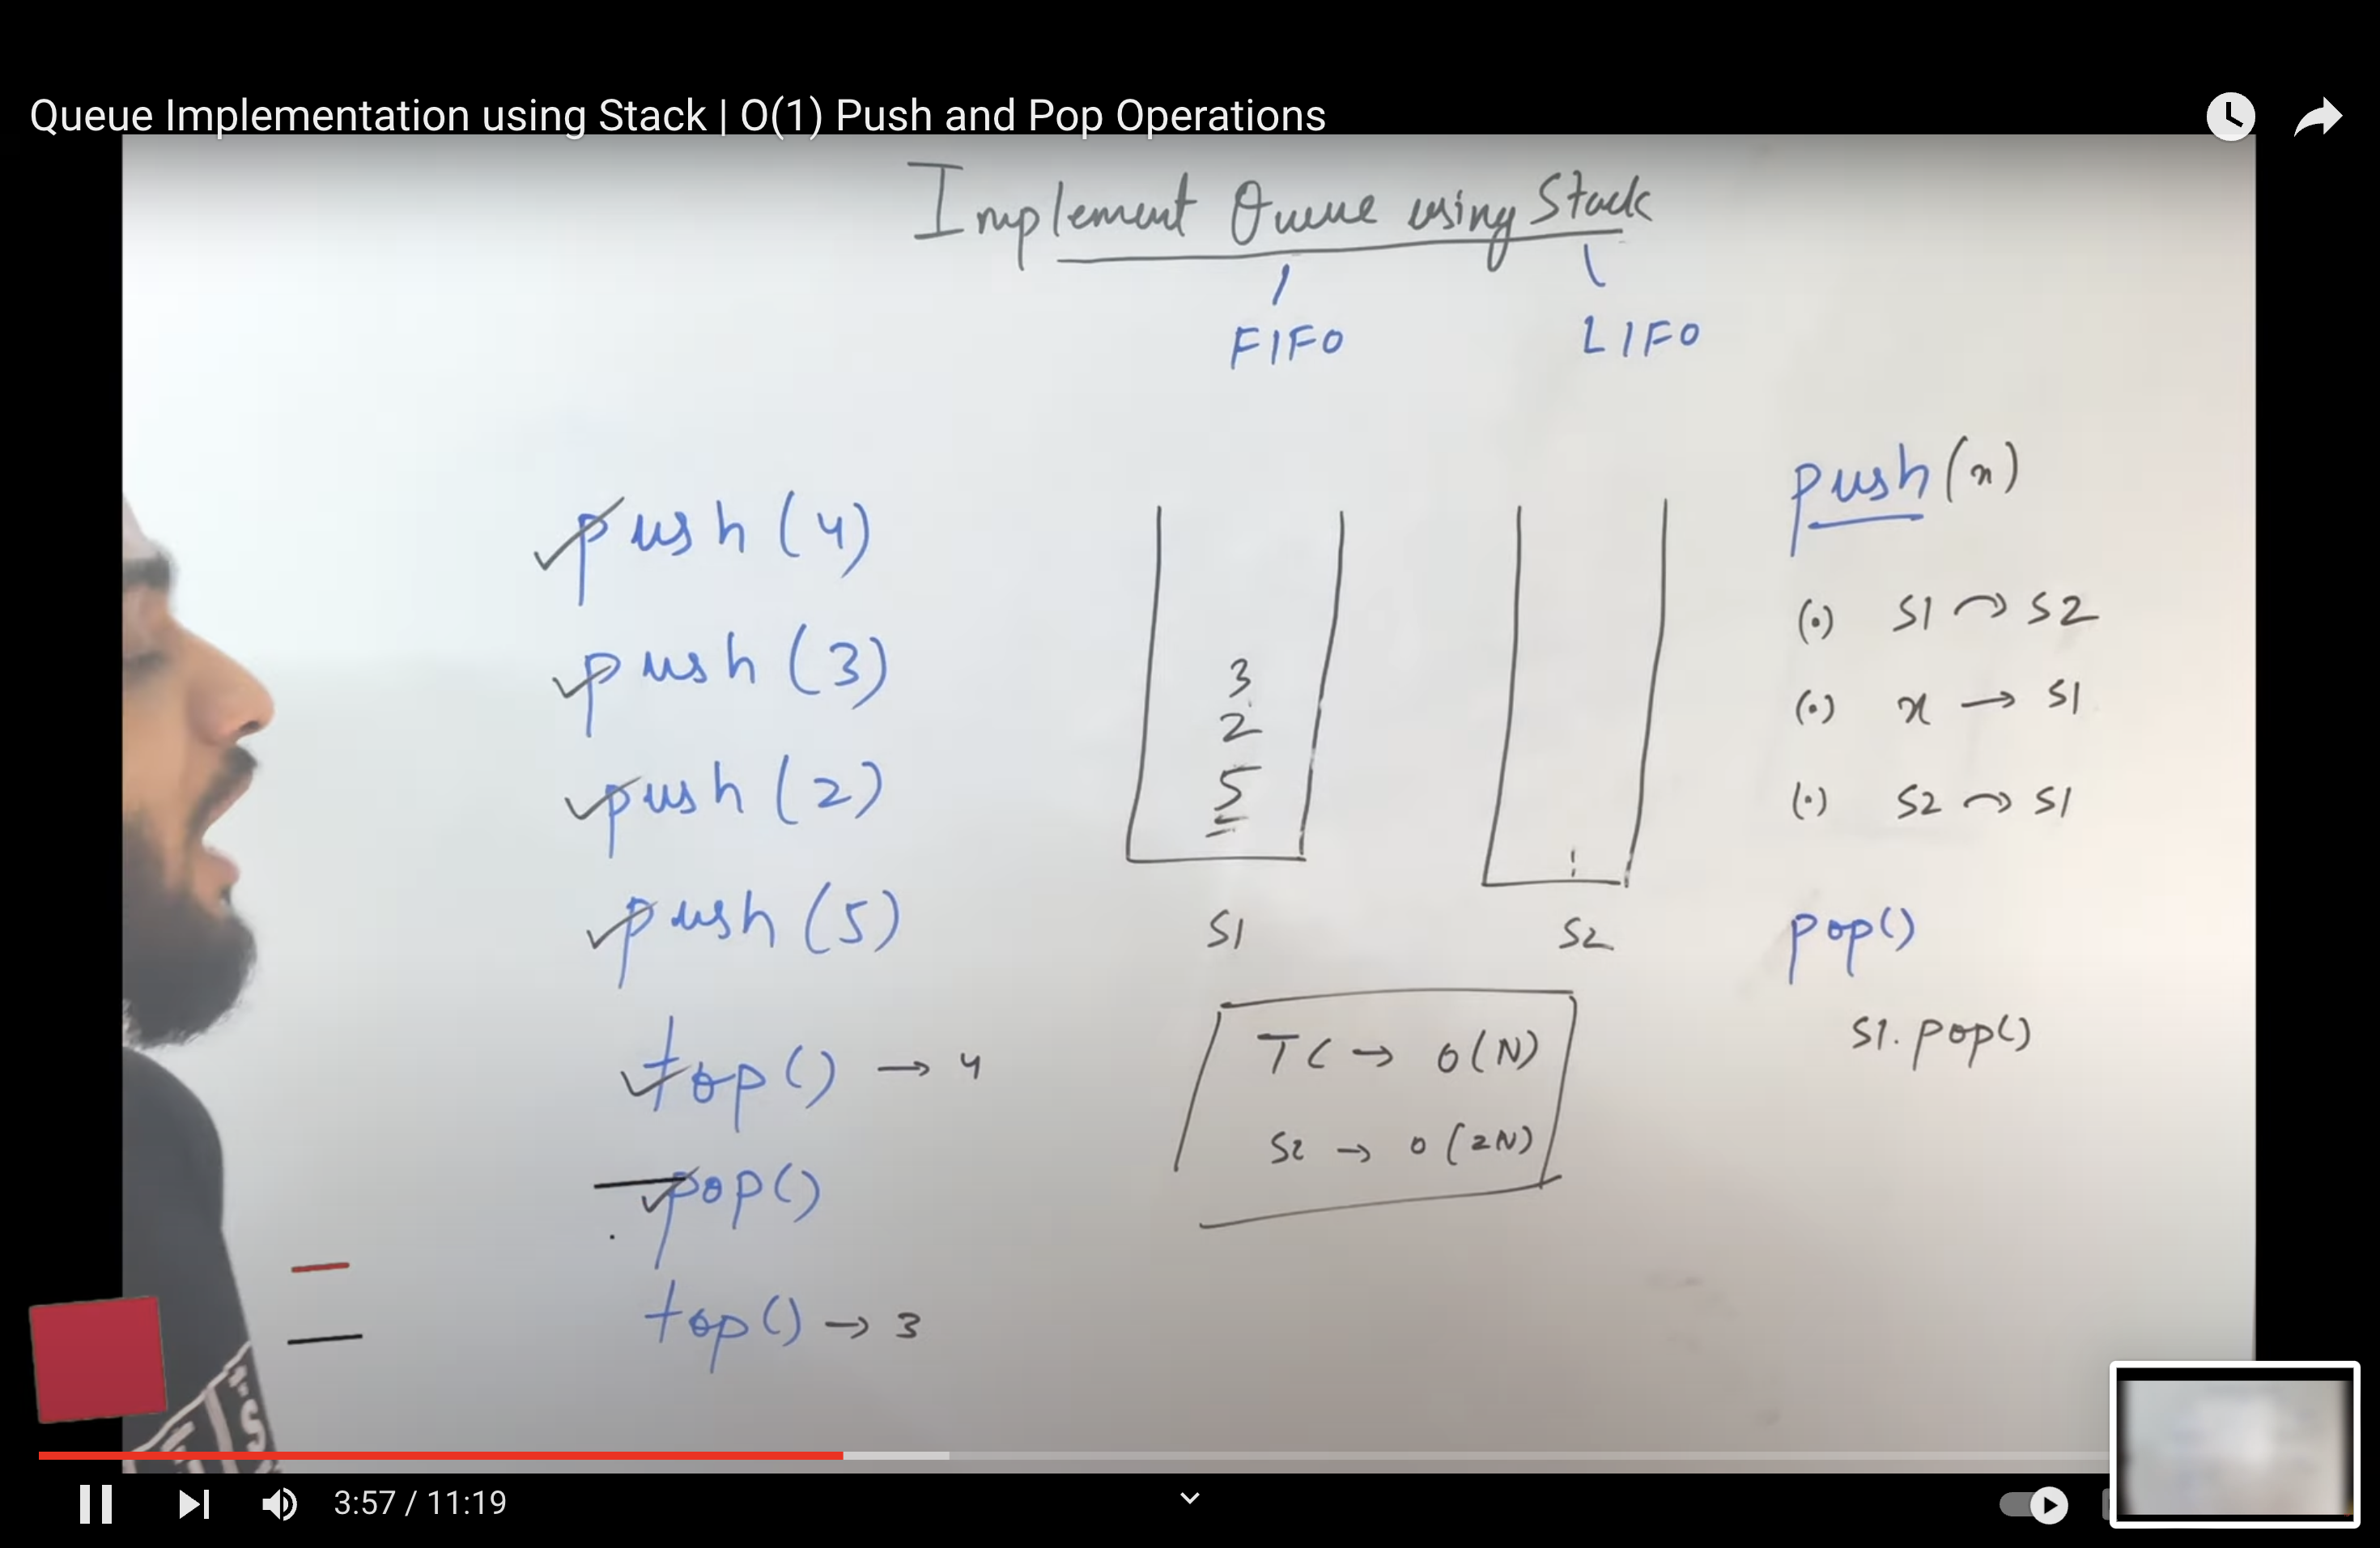 Queue Implementation using Stack | O(1) Push and Pop Operations
Implement Queue using Stack
FIFO
LIFO
push (4)
push (3)
push (2)
push (5)
top () → 4
pop ()
top () → 3
3
2
5
S1
S2
TC → O(N)
S2 → O(2N)
push (n)
(•) S1 ↷ S2
(•) x → S1
(•) S2 ↷ S1
pop()
S1. pop()
3:57 / 11:19